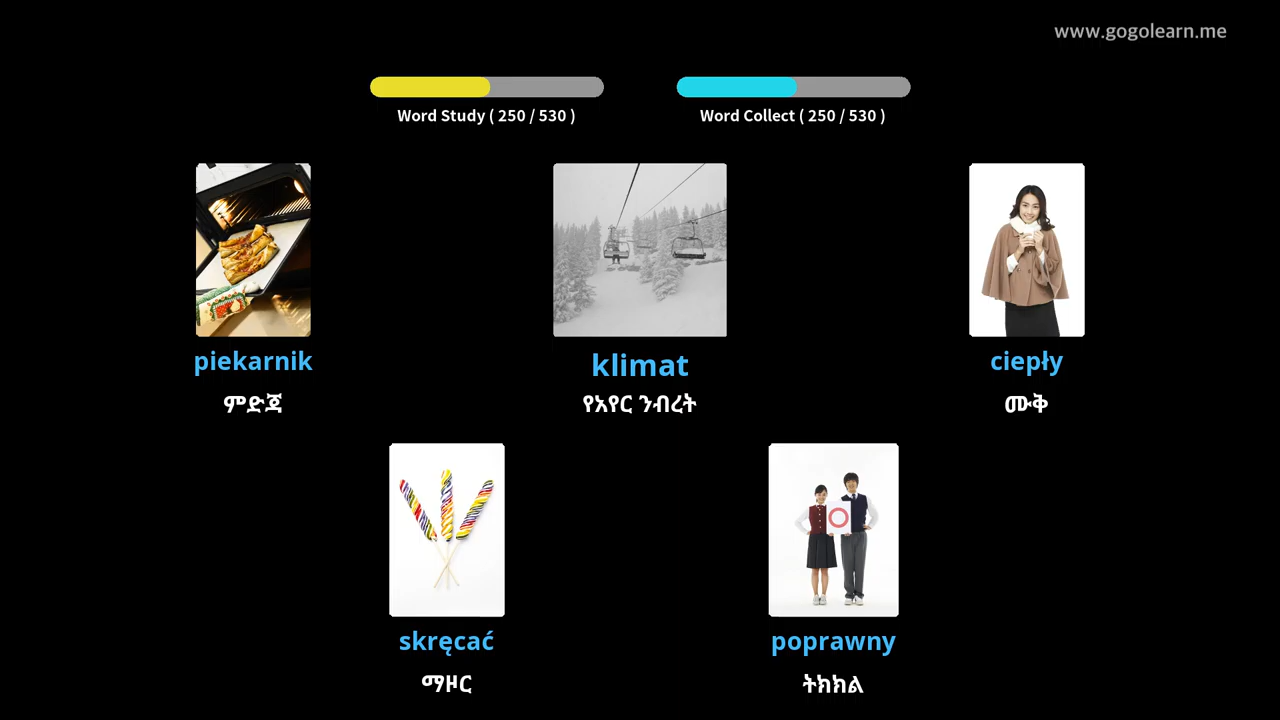 www.gogolearn.me
Word Study ( 250 / 530 )
Word Collect ( 250 / 530 )
piekarnik
klimat
ciepły
ምድጃ
የአየር ንብረት
ሙቅ
skręcać
poprawny
ማዞር
ትክክል